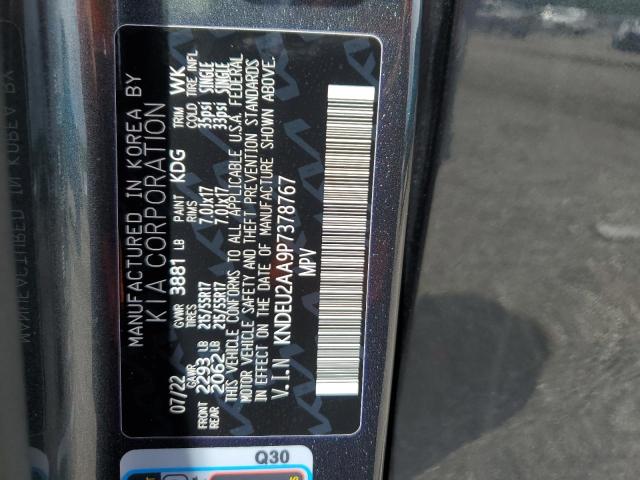 MANUFACTURED IN KOREA BY
KIA CORPORATION
07/22 GVWR 3881 LB PAINT KDG TRIM WK
GAWR TIRES RIMS COLD TIRE INFL
FRONT 2293 LB 215/55R17 7.0JX17 35psi SINGLE
REAR 2062 LB 215/55R17 7.0JX17 33psi SINGLE
THIS VEHICLE CONFORMS TO ALL APPLICABLE U.S.A. FEDERAL
MOTOR VEHICLE SAFETY AND THEFT PREVENTION STANDARDS
IN EFFECT ON THE DATE OF MANUFACTURE SHOWN ABOVE.
V.I.N KNDEU2AA9P7378767
MPV
Q30